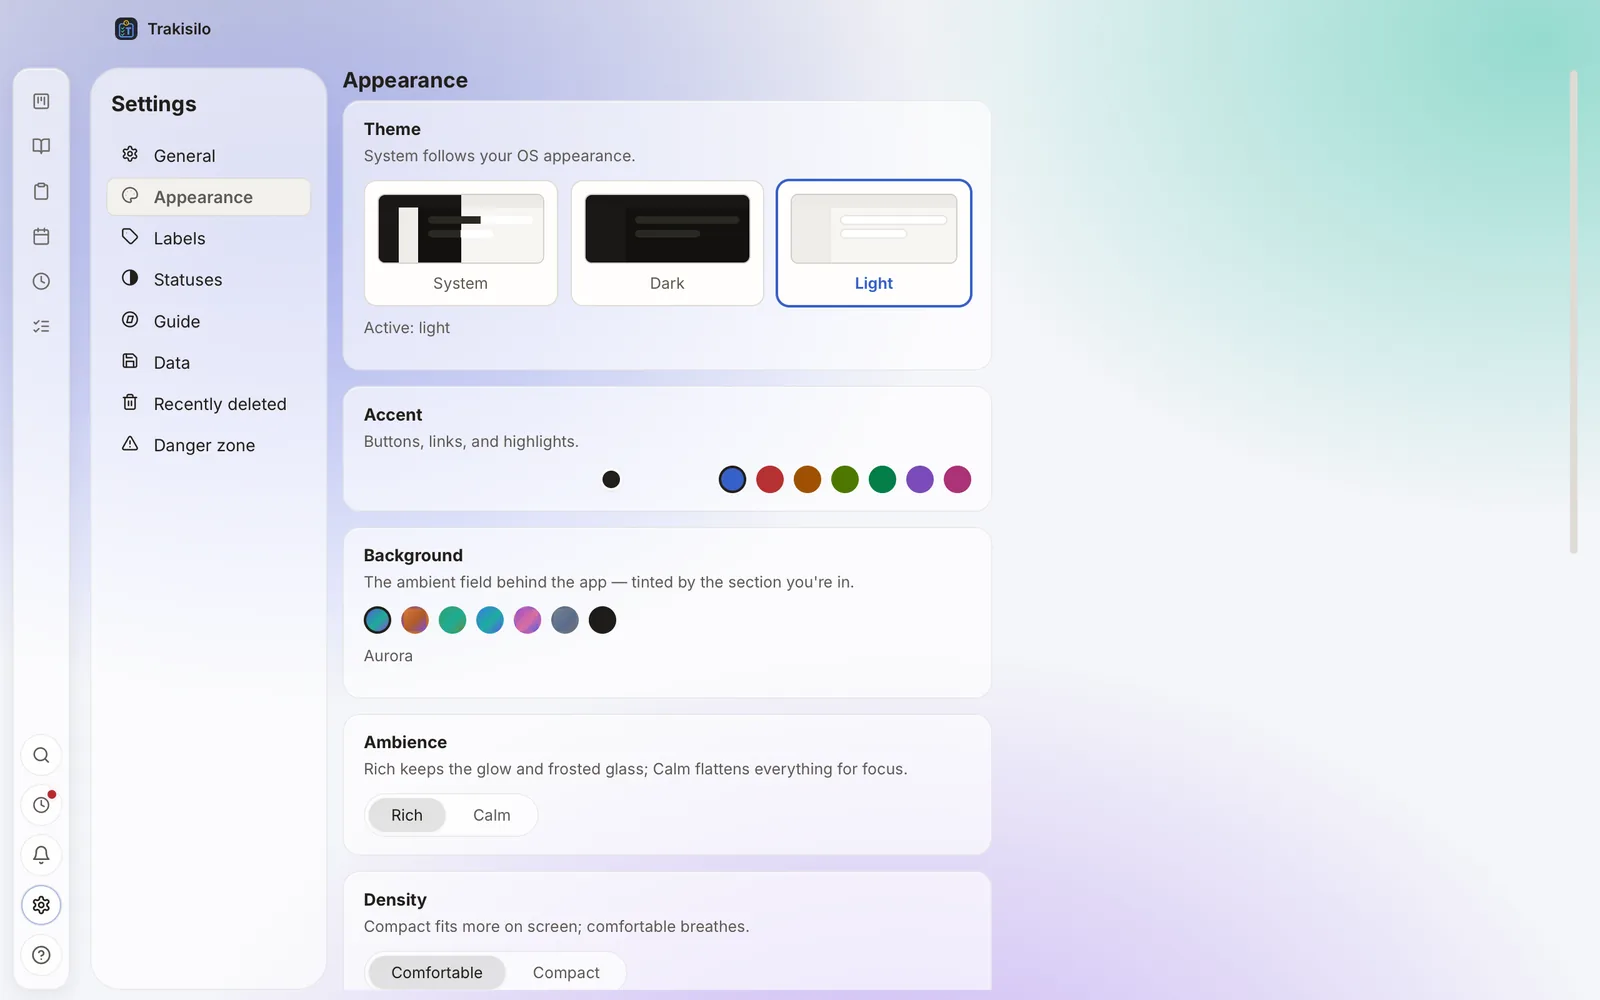 Trakisilo
Settings
General
Appearance
Labels
Statuses
Guide
Data
Recently deleted
Danger zone
Appearance
Theme
System follows your OS appearance.
System
Dark
Light
Active: light
Accent
Buttons, links, and highlights.
Background
The ambient field behind the app — tinted by the section you're in.
Aurora
Ambience
Rich keeps the glow and frosted glass; Calm flattens everything for focus.
Rich
Calm
Density
Compact fits more on screen; comfortable breathes.
Comfortable
Compact